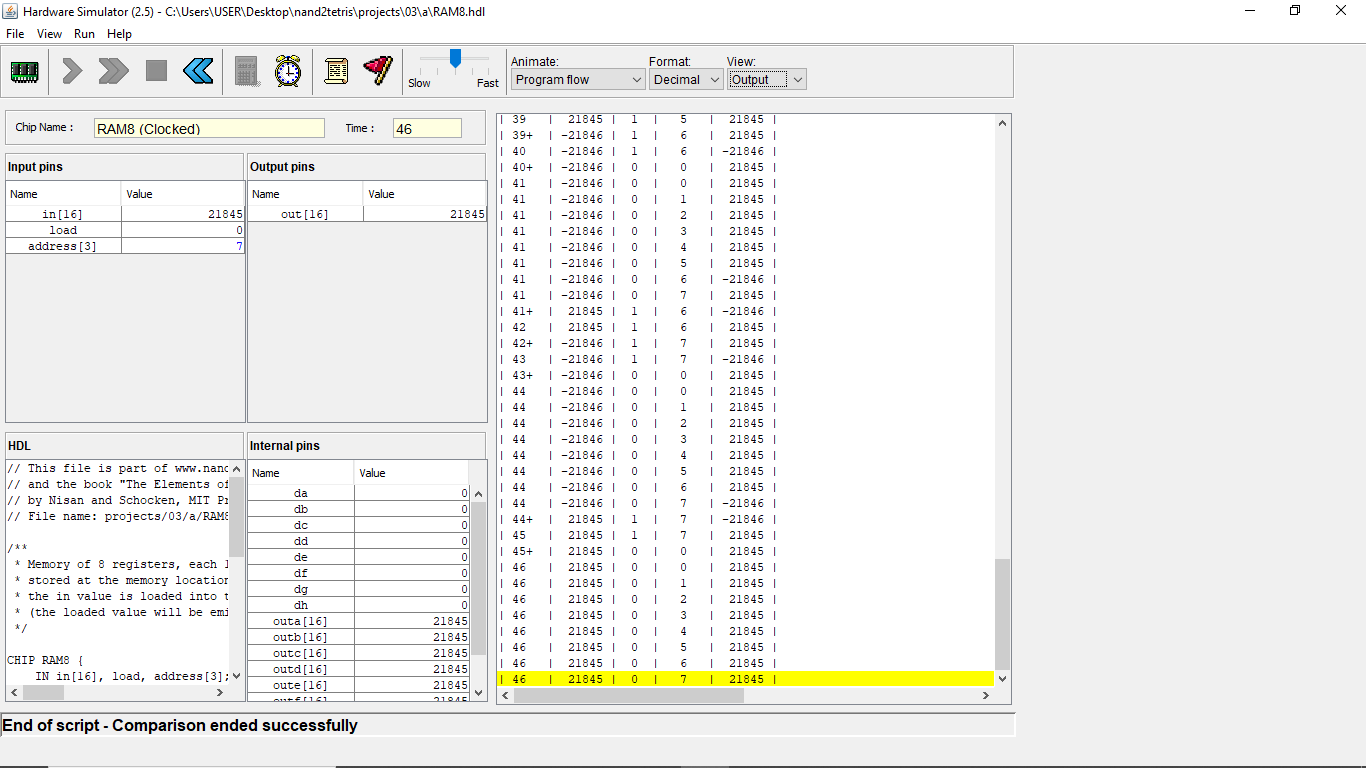 Hardware Simulator (2.5) - C:\Users\USER\Desktop\nand2tetris\projects\03\a\RAM8.hdl
File View Run Help
Slow Fast
Animate: Format: View:
Program flow Decimal Output
Chip Name : RAM8 (Clocked) Time : 46
Input pins
Name Value
in[16] 21845
load 0
address[3] 7
Output pins
Name Value
out[16] 21845
HDL
// This file is part of www.nand
// and the book "The Elements of
// by Nisan and Schocken, MIT Pr
// File name: projects/03/a/RAM8
/**
* Memory of 8 registers, each 1
* stored at the memory location
* the in value is loaded into t
* (the loaded value will be emi
*/
CHIP RAM8 {
IN in[16], load, address[3];
Internal pins
Name Value
da 0
db 0
dc 0
dd 0
de 0
df 0
dg 0
dh 0
outa[16] 21845
outb[16] 21845
outc[16] 21845
outd[16] 21845
oute[16] 21845
outf[16] 21845
| 39 | 21845 | 1 | 5 | 21845 |
| 39+ | -21846 | 1 | 6 | 21845 |
| 40 | -21846 | 1 | 6 | -21846 |
| 40+ | -21846 | 0 | 0 | 21845 |
| 41 | -21846 | 0 | 0 | 21845 |
| 41 | -21846 | 0 | 1 | 21845 |
| 41 | -21846 | 0 | 2 | 21845 |
| 41 | -21846 | 0 | 3 | 21845 |
| 41 | -21846 | 0 | 4 | 21845 |
| 41 | -21846 | 0 | 5 | 21845 |
| 41 | -21846 | 0 | 6 | -21846 |
| 41 | -21846 | 0 | 7 | 21845 |
| 41+ | 21845 | 1 | 6 | -21846 |
| 42 | 21845 | 1 | 6 | 21845 |
| 42+ | -21846 | 1 | 7 | 21845 |
| 43 | -21846 | 1 | 7 | -21846 |
| 43+ | -21846 | 0 | 0 | 21845 |
| 44 | -21846 | 0 | 0 | 21845 |
| 44 | -21846 | 0 | 1 | 21845 |
| 44 | -21846 | 0 | 2 | 21845 |
| 44 | -21846 | 0 | 3 | 21845 |
| 44 | -21846 | 0 | 4 | 21845 |
| 44 | -21846 | 0 | 5 | 21845 |
| 44 | -21846 | 0 | 6 | 21845 |
| 44 | -21846 | 0 | 7 | -21846 |
| 44+ | 21845 | 1 | 7 | -21846 |
| 45 | 21845 | 1 | 7 | 21845 |
| 45+ | 21845 | 0 | 0 | 21845 |
| 46 | 21845 | 0 | 0 | 21845 |
| 46 | 21845 | 0 | 1 | 21845 |
| 46 | 21845 | 0 | 2 | 21845 |
| 46 | 21845 | 0 | 3 | 21845 |
| 46 | 21845 | 0 | 4 | 21845 |
| 46 | 21845 | 0 | 5 | 21845 |
| 46 | 21845 | 0 | 6 | 21845 |
| 46 | 21845 | 0 | 7 | 21845 |
End of script - Comparison ended successfully